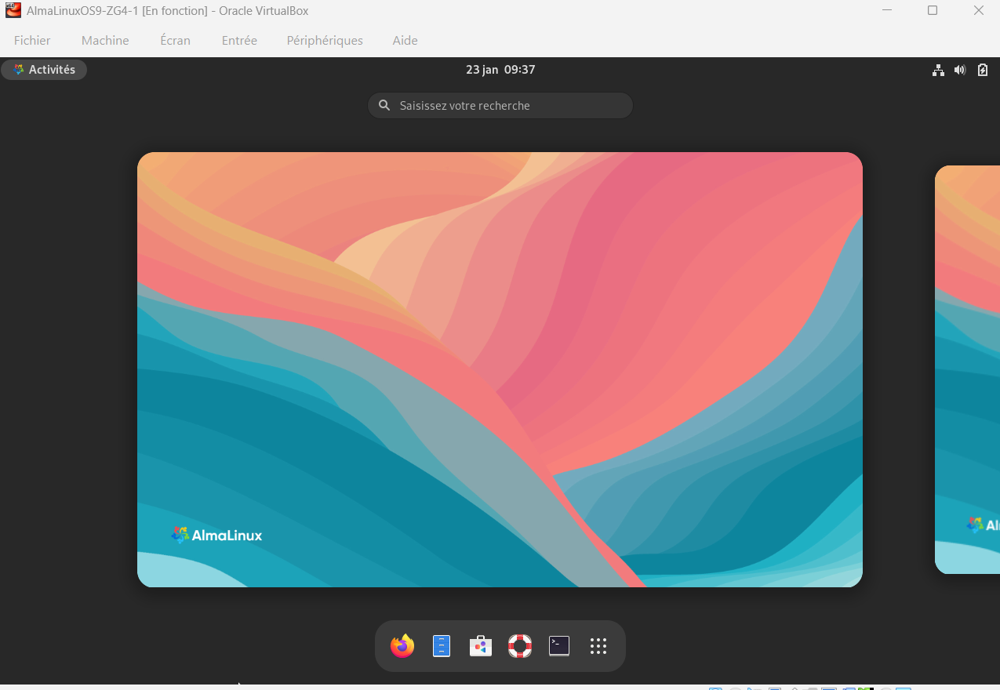 AlmaLinuxOS9-ZG4-1 [En fonction] - Oracle VirtualBox
Fichier Machine Écran Entrée Périphériques Aide
Activités 23 jan 09:37
Saisissez votre recherche
AlmaLinux
Al